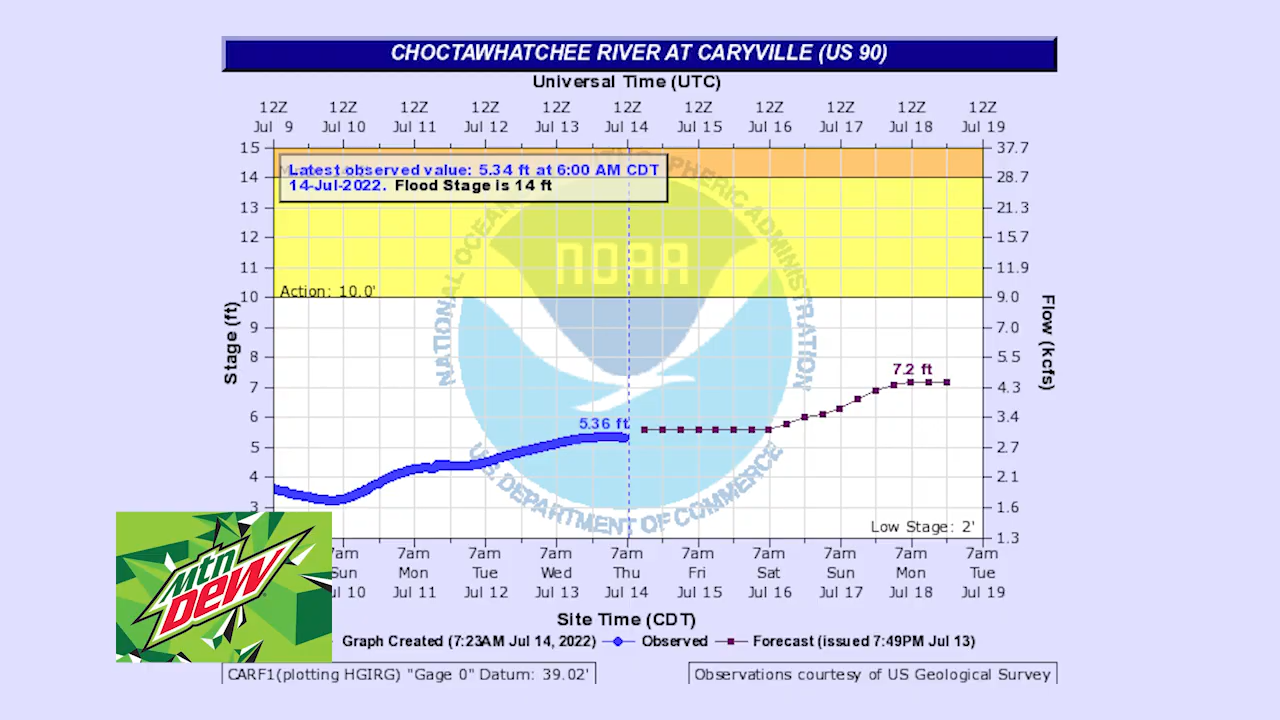 CHOCTAWHATCHEE RIVER AT CARYVILLE (US 90)
Universal Time (UTC)
12Z 12Z 12Z 12Z 12Z 12Z 12Z 12Z 12Z 12Z 12Z
Jul 9 Jul 10 Jul 11 Jul 12 Jul 13 Jul 14 Jul 15 Jul 16 Jul 17 Jul 18 Jul 19
15 37.7
Latest observed value: 5.34 ft at 6:00 AM CDT
14-Jul-2022. Flood Stage is 14 ft
14 28.7
13 21.3
12 15.7
NOAA
11 11.9
Action: 10.0'
10 9.0
NATIONAL OCEANIC ATMOSPHERIC ADMINISTRATION
U.S. DEPARTMENT OF COMMERCE
Stage (ft)
Flow (kcfs)
9 7.0
8 5.5
7.2 ft
7 4.3
6 3.4
5.36 ft
5 2.7
4 2.1
3 1.6
Low Stage: 2'
1.3
Mtn
DEW
7am 7am 7am 7am 7am 7am 7am 7am 7am 7am
Sun Mon Tue Wed Thu Fri Sat Sun Mon Tue
Jul 10 Jul 11 Jul 12 Jul 13 Jul 14 Jul 15 Jul 16 Jul 17 Jul 18 Jul 19
Site Time (CDT)
Graph Created (7:23AM Jul 14, 2022) Observed Forecast (issued 7:49PM Jul 13)
CARF1(plotting HGIRG) "Gage 0" Datum: 39.02'
Observations courtesy of US Geological Survey